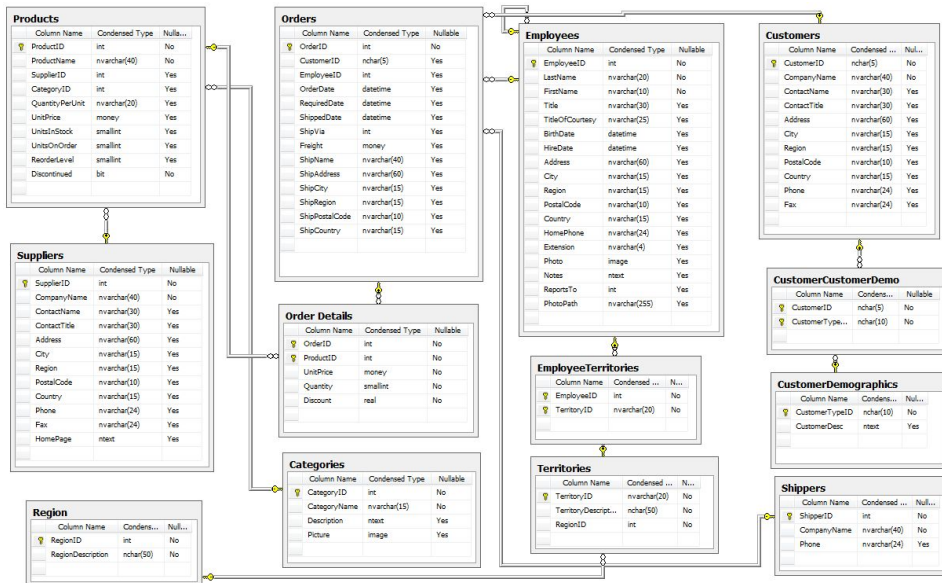 Products
Column Name Condensed Type Nulla...
ProductID int No
ProductName nvarchar(40) No
SupplierID int Yes
CategoryID int Yes
QuantityPerUnit nvarchar(20) Yes
UnitPrice money Yes
UnitsInStock smallint Yes
UnitsOnOrder smallint Yes
ReorderLevel smallint Yes
Discontinued bit No
Orders
Column Name Condensed Type Nullable
OrderID int No
CustomerID nchar(5) Yes
EmployeeID int Yes
OrderDate datetime Yes
RequiredDate datetime Yes
ShippedDate datetime Yes
ShipVia int Yes
Freight money Yes
ShipName nvarchar(40) Yes
ShipAddress nvarchar(60) Yes
ShipCity nvarchar(15) Yes
ShipRegion nvarchar(15) Yes
ShipPostalCode nvarchar(10) Yes
ShipCountry nvarchar(15) Yes
Employees
Column Name Condensed Type Nullable
EmployeeID int No
LastName nvarchar(20) No
FirstName nvarchar(10) No
Title nvarchar(30) Yes
TitleOfCourtesy nvarchar(25) Yes
BirthDate datetime Yes
HireDate datetime Yes
Address nvarchar(60) Yes
City nvarchar(15) Yes
Region nvarchar(15) Yes
PostalCode nvarchar(10) Yes
Country nvarchar(15) Yes
HomePhone nvarchar(24) Yes
Extension nvarchar(4) Yes
Photo image Yes
Notes ntext Yes
ReportsTo int Yes
PhotoPath nvarchar(255) Yes
Customers
Column Name Condensed ... Nul...
CustomerID nchar(5) No
CompanyName nvarchar(40) No
ContactName nvarchar(30) Yes
ContactTitle nvarchar(30) Yes
Address nvarchar(60) Yes
City nvarchar(15) Yes
Region nvarchar(15) Yes
PostalCode nvarchar(10) Yes
Country nvarchar(15) Yes
Phone nvarchar(24) Yes
Fax nvarchar(24) Yes
Suppliers
Column Name Condensed Type Nullable
SupplierID int No
CompanyName nvarchar(40) No
ContactName nvarchar(30) Yes
ContactTitle nvarchar(30) Yes
Address nvarchar(60) Yes
City nvarchar(15) Yes
Region nvarchar(15) Yes
PostalCode nvarchar(10) Yes
Country nvarchar(15) Yes
Phone nvarchar(24) Yes
Fax nvarchar(24) Yes
HomePage ntext Yes
Order Details
Column Name Condensed Type Nullable
OrderID int No
ProductID int No
UnitPrice money No
Quantity smallint No
Discount real No
CustomerCustomerDemo
Column Name Condens... Nullable
CustomerID nchar(5) No
CustomerType... nchar(10) No
EmployeeTerritories
Column Name Condensed ... N...
EmployeeID int No
TerritoryID nvarchar(20) No
CustomerDemographics
Column Name Condens... Nul...
CustomerTypeID nchar(10) No
CustomerDesc ntext Yes
Categories
Column Name Condensed Type Nullable
CategoryID int No
CategoryName nvarchar(15) No
Description ntext Yes
Picture image Yes
Territories
Column Name Condensed ... N...
TerritoryID nvarchar(20) No
TerritoryDescript... nchar(50) No
RegionID int No
Shippers
Column Name Condensed ... Null...
ShipperID int No
CompanyName nvarchar(40) No
Phone nvarchar(24) Yes
Region
Column Name Condens... Null...
RegionID int No
RegionDescription nchar(50) No